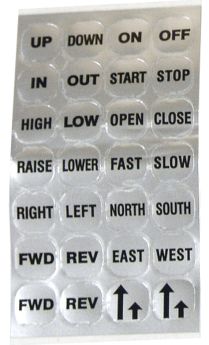 UP DOWN ON OFF
IN OUT START STOP
HIGH LOW OPEN CLOSE
RAISE LOWER FAST SLOW
RIGHT LEFT NORTH SOUTH
FWD REV EAST WEST
FWD REV